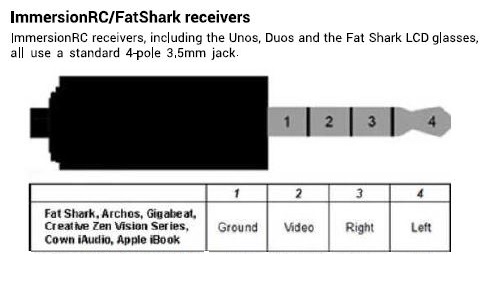 ImmersionRC/FatShark receivers
ImmersionRC receivers, including the Unos, Duos and the Fat Shark LCD glasses,
all use a standard 4-pole 3,5mm jack.
1 2 3 4
1 2 3 4
Fat Shark, Archos, Gigabeat,
Creative Zen Vision Series,
Cown iAudio, Apple iBook
Ground Video Right Left